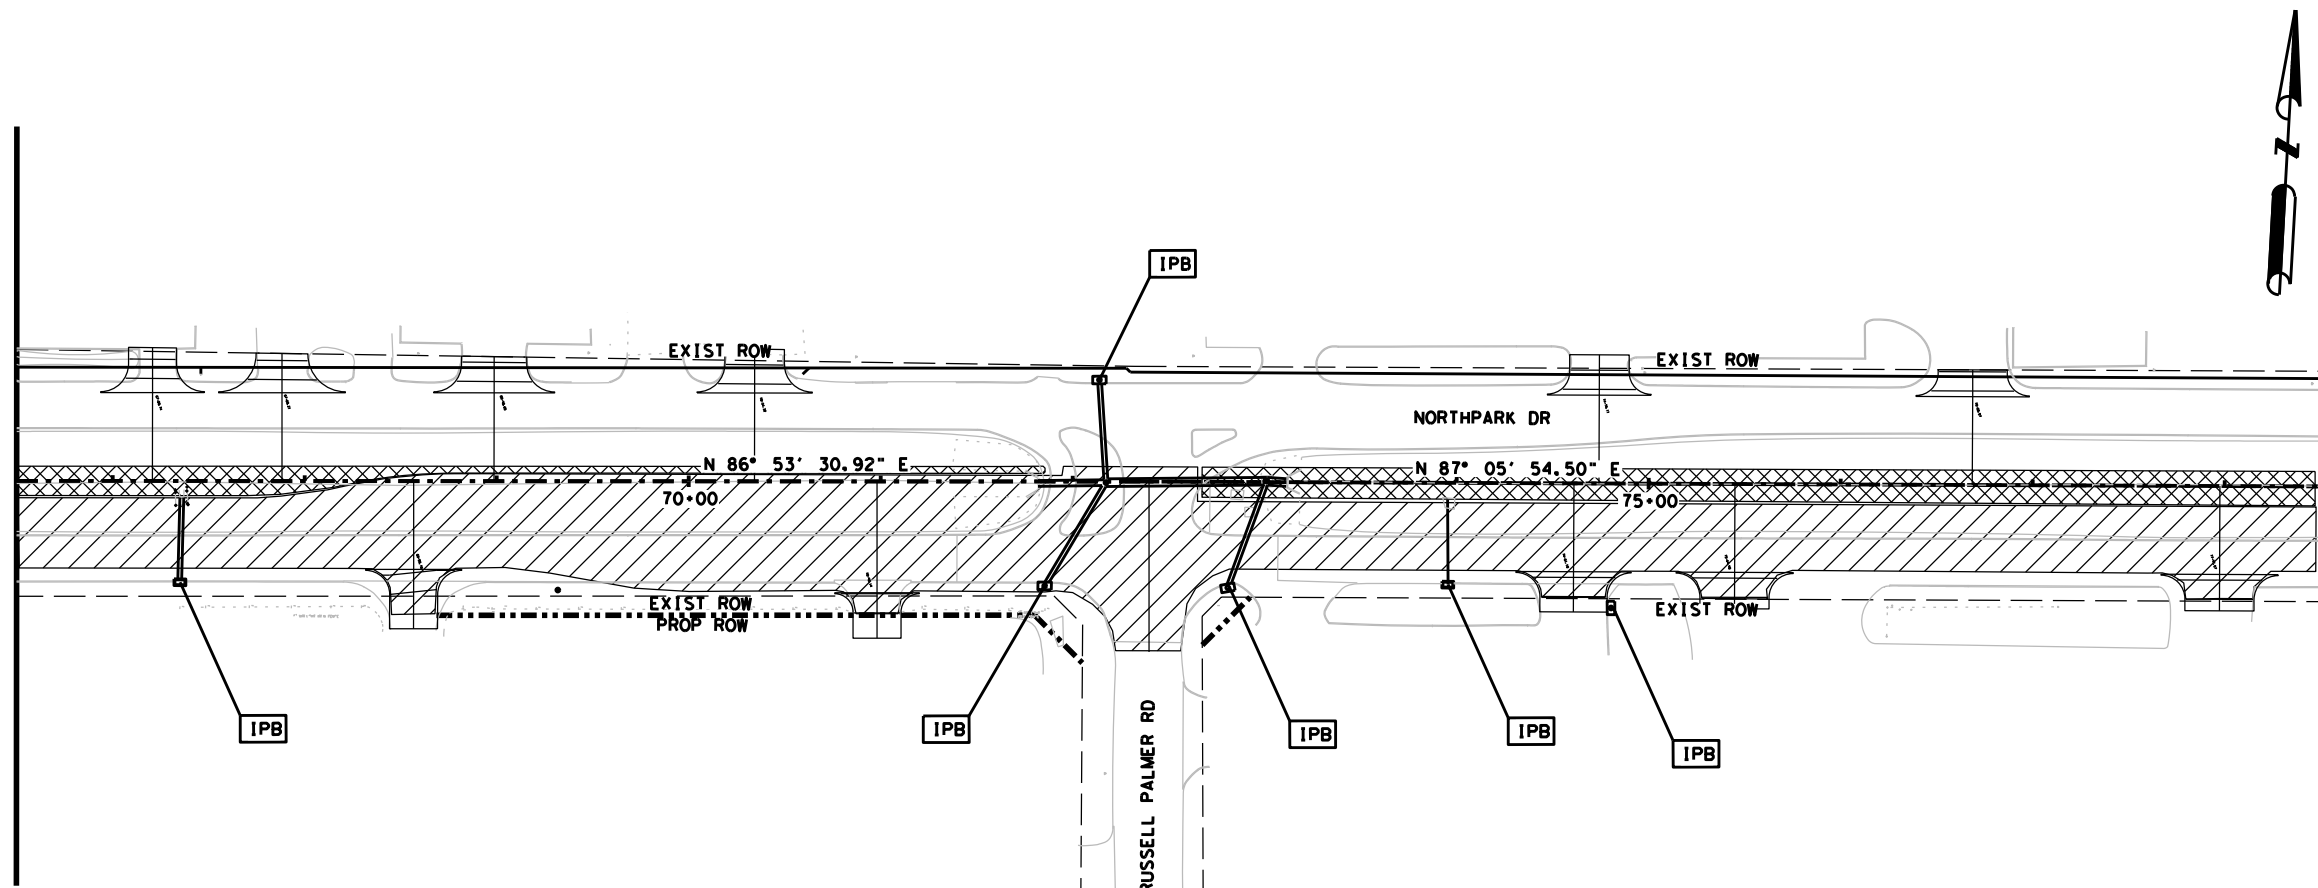 N
IPB
EXIST ROW
EXIST ROW
NORTHPARK DR
N 86° 53' 30.92" E
N 87° 05' 54.50" E
70+00
75+00
EXIST ROW
PROP ROW
EXIST ROW
IPB
IPB
IPB
IPB
IPB
RUSSELL PALMER RD